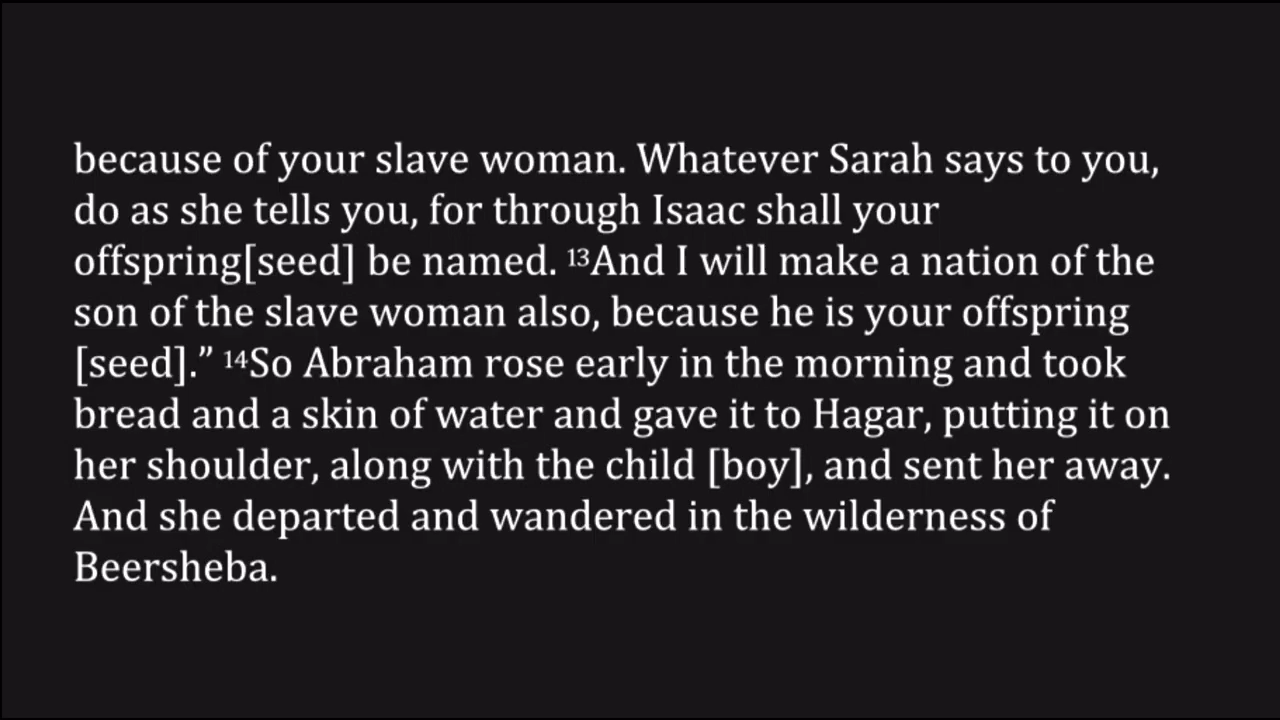 because of your slave woman. Whatever Sarah says to you,
do as she tells you, for through Isaac shall your
offspring[seed] be named. ¹³And I will make a nation of the
son of the slave woman also, because he is your offspring
[seed].” ¹⁴So Abraham rose early in the morning and took
bread and a skin of water and gave it to Hagar, putting it on
her shoulder, along with the child [boy], and sent her away.
And she departed and wandered in the wilderness of
Beersheba.